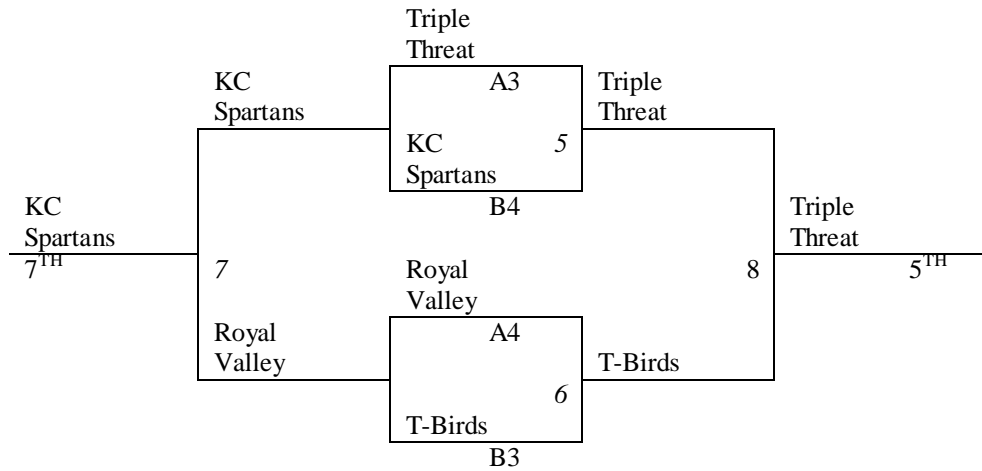 Triple
Threat
KC
Spartans
A3
Triple
Threat
KC
Spartans
5
B4
KC
Spartans
7TH
Triple
Threat
5TH
7
Royal
Valley
8
Royal
Valley
A4
T-Birds
6
T-Birds
B3